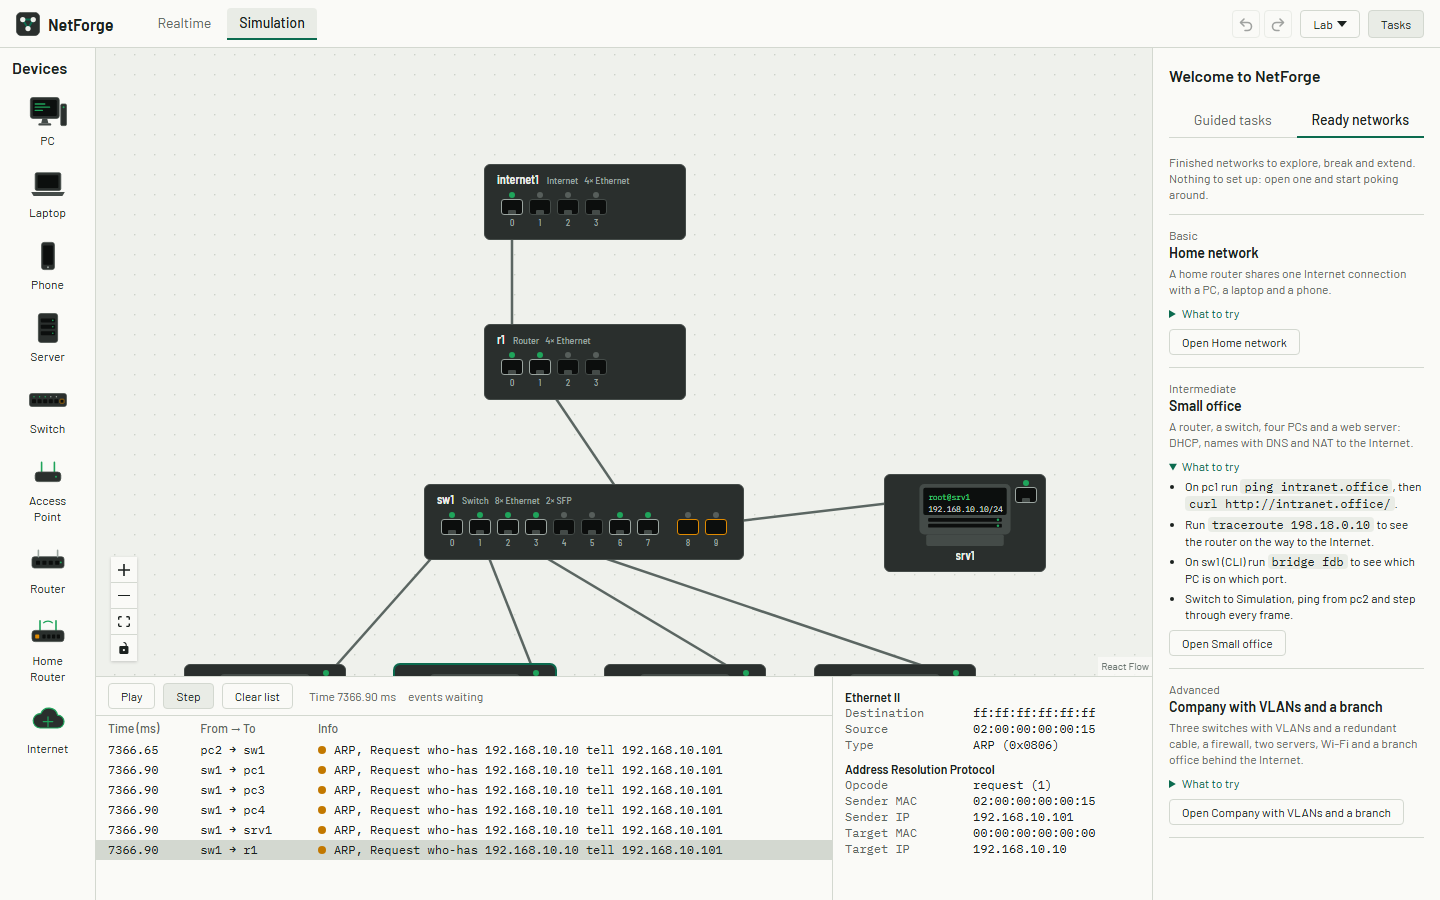 NetForge
Realtime
Simulation
Lab
Tasks
Devices
PC
Laptop
Phone
Server
Switch
Access
Point
Router
Home
Router
Internet
internet1 Internet 4× Ethernet
0 1 2 3
r1 Router 4× Ethernet
0 1 2 3
sw1 Switch 8× Ethernet 2× SFP
0 1 2 3 4 5 6 7 8 9
root@srv1
192.168.10.10/24
srv1
React Flow
Play
Step
Clear list
Time 7366.90 ms events waiting
Time(ms) From → To Info
7366.65 pc2 → sw1 ARP, Request who-has 192.168.10.10 tell 192.168.10.101
7366.90 sw1 → pc1 ARP, Request who-has 192.168.10.10 tell 192.168.10.101
7366.90 sw1 → pc3 ARP, Request who-has 192.168.10.10 tell 192.168.10.101
7366.90 sw1 → pc4 ARP, Request who-has 192.168.10.10 tell 192.168.10.101
7366.90 sw1 → srv1 ARP, Request who-has 192.168.10.10 tell 192.168.10.101
7366.90 sw1 → r1 ARP, Request who-has 192.168.10.10 tell 192.168.10.101
Ethernet II
Destination ff:ff:ff:ff:ff:ff
Source 02:00:00:00:00:15
Type ARP (0x0806)
Address Resolution Protocol
Opcode request (1)
Sender MAC 02:00:00:00:00:15
Sender IP 192.168.10.101
Target MAC 00:00:00:00:00:00
Target IP 192.168.10.10
Welcome to NetForge
Guided tasks
Ready networks
Finished networks to explore, break and extend.
Nothing to set up: open one and start poking
around.
Basic
Home network
A home router shares one Internet connection
with a PC, a laptop and a phone.
What to try
Open Home network
Intermediate
Small office
A router, a switch, four PCs and a web server:
DHCP, names with DNS and NAT to the Internet.
What to try
• On pc1 run ping intranet.office, then
curl http://intranet.office/.
• Run traceroute 198.18.0.10 to see
the router on the way to the Internet.
• On sw1 (CLI) run bridge fdb to see which
PC is on which port.
• Switch to Simulation, ping from pc2 and step
through every frame.
Open Small office
Advanced
Company with VLANs and a branch
Three switches with VLANs and a redundant
cable, a firewall, two servers, Wi-Fi and a branch
office behind the Internet.
What to try
Open Company with VLANs and a branch